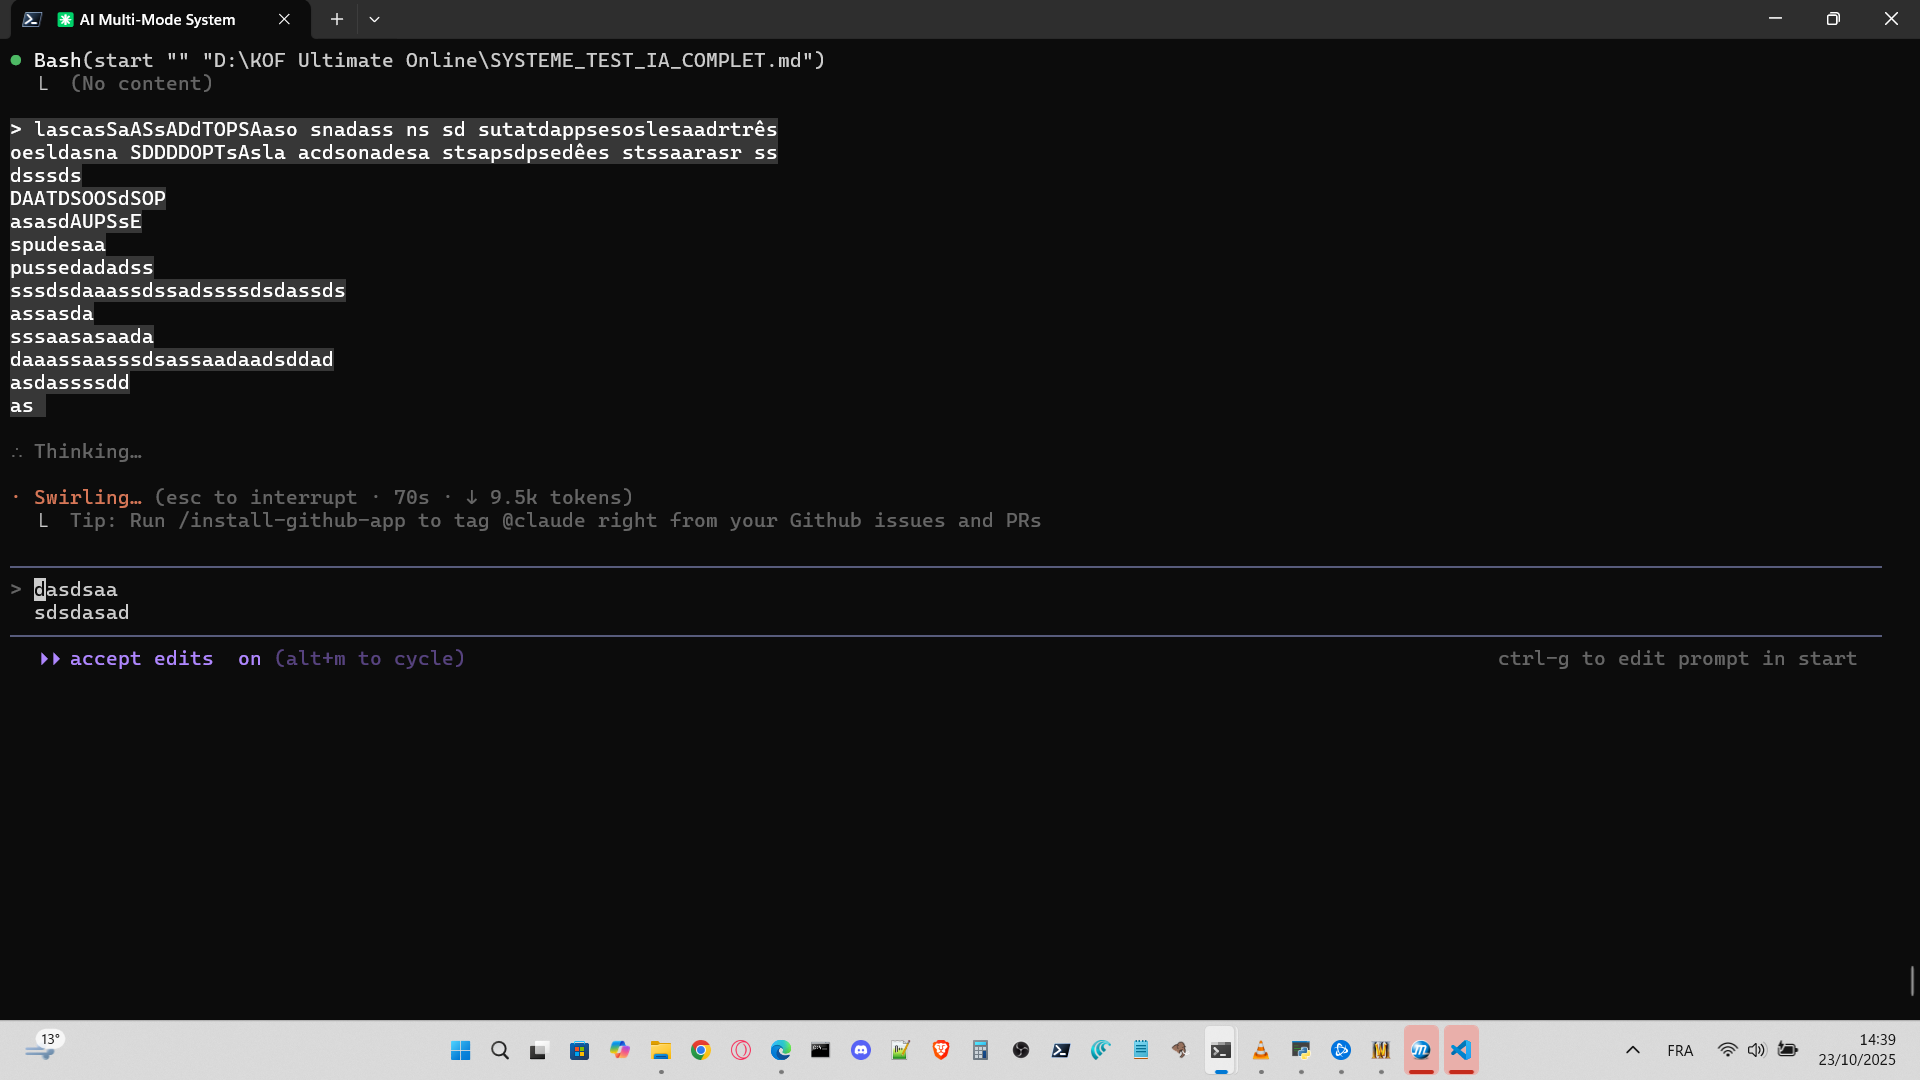 AI Multi-Mode System
Bash(start "" "D:\KOF Ultimate Online\SYSTEME_TEST_IA_COMPLET.md")
(No content)
> lascasSaASsADdTOPSAaso snadass ns sd sutatdappsesoslesaadrtrês
oesldasna SDDDDOPTsAsla acdsonadesa stsapsdpsedêes stssaarasr ss
dsssds
DAATDSOOSdSOP
asasdAUPSsE
spudesaa
pussedadadss
sssdsdaaassdssadssssdsdassds
assasda
sssaasasaada
daaassaasssdsassaadaadsddad
asdassssdd
as
∴ Thinking…
· Swirling… (esc to interrupt · 70s · ↓ 9.5k tokens)
Tip: Run /install-github-app to tag @claude right from your Github issues and PRs
> dasdsaa
sdsdasad
accept edits on (alt+m to cycle)
ctrl-g to edit prompt in start
13°
FRA
14:39
23/10/2025